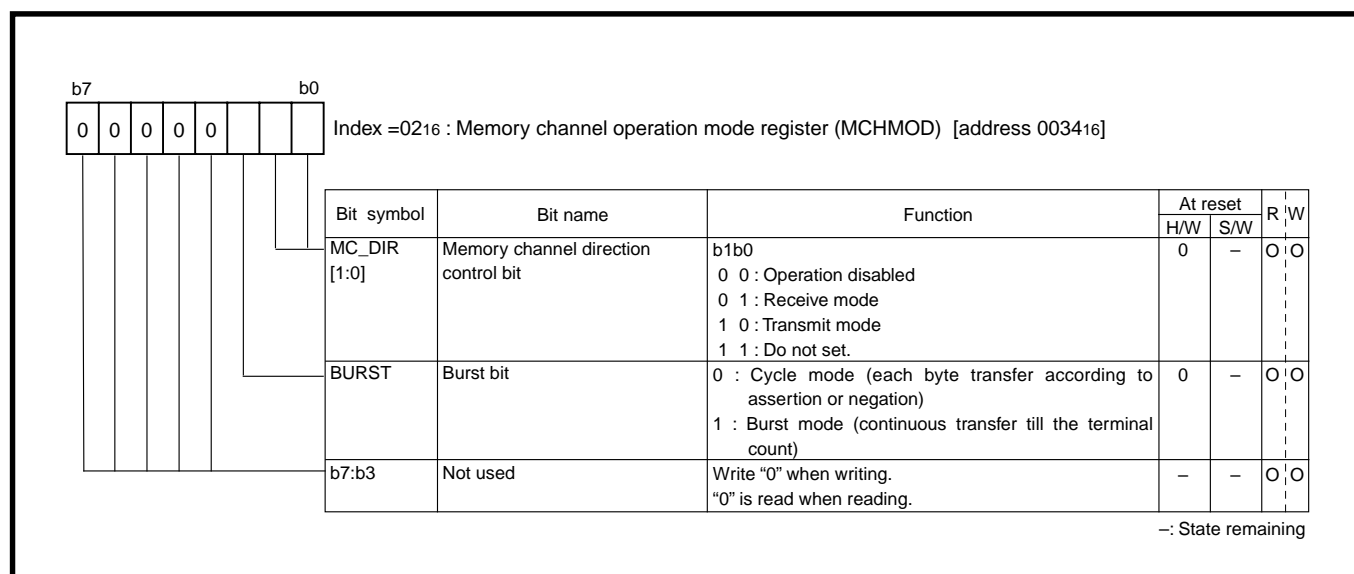 b7 b0
0 0 0 0 0
Index =0216 : Memory channel operation mode register (MCHMOD) [address 003416]
Bit symbol Bit name Function At reset R W
H/W S/W
MC_DIR Memory channel direction b1b0 0 – O O
[1:0] control bit 0 0 : Operation disabled
0 1 : Receive mode
1 0 : Transmit mode
1 1 : Do not set.
BURST Burst bit 0 : Cycle mode (each byte transfer according to 0 – O O
assertion or negation)
1 : Burst mode (continuous transfer till the terminal
count)
b7:b3 Not used Write “0” when writing. – – O O
“0” is read when reading.
–: State remaining